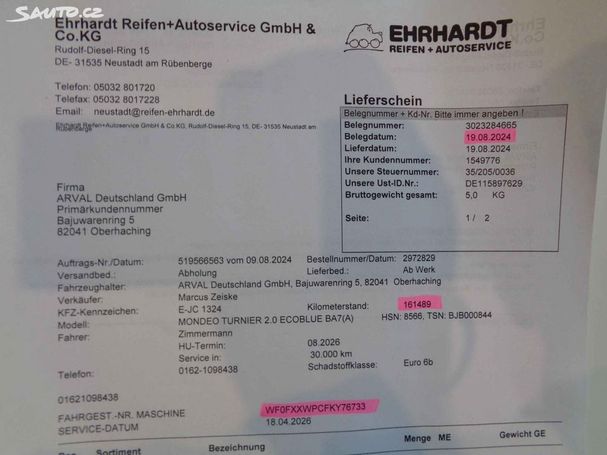 Sauto.cz
Ehrhardt Reifen+Autoservice GmbH &
Co.KG
Rudolf-Diesel-Ring 15
DE- 31535 Neustadt am Rübenberge
EHRHARDT
REIFEN + AUTOSERVICE
Telefon: 05032 801720
Telefax: 05032 8017228
Email: neustadt@reifen-ehrhardt.de
Ehrhardt Reifen+Autoservice GmbH & Co.KG, Rudolf-Diesel-Ring 15, DE- 31535 Neustadt am
Rübenberge
Lieferschein
Belegnummer + Kd-Nr. Bitte immer angeben !
Belegnummer: 3023284665
Belegdatum: 19.08.2024
Lieferdatum: 19.08.2024
Ihre Kundennummer: 1549776
Unsere Steuernummer: 35/205/0036
Unsere Ust-ID.Nr.: DE115897629
Bruttogewicht gesamt: 5,0 KG
Seite: 1 / 2
Firma
ARVAL Deutschland GmbH
Primärkundennummer
Bajuwarenring 5
82041 Oberhaching
Auftrags-Nr./Datum: 519566563 vom 09.08.2024 Bestellnummer/Datum: 2972829
Versandbed.: Abholung Lieferbed.: Ab Werk
Fahrzeughalter: ARVAL Deutschland GmbH, Bajuwarenring 5, 82041 Oberhaching
Verkäufer: Marcus Zeiske
KFZ-Kennzeichen: E-JC 1324 Kilometerstand: 161489
Modell: MONDEO TURNIER 2.0 ECOBLUE BA7(A) HSN: 8566, TSN: BJB000844
Fahrer: Zimmermann
HU-Termin: 08.2026
Service in: 30.000 km
Telefon: 0162-1098438 Schadstoffklasse: Euro 6b
01621098438
FAHRGEST.-NR. MASCHINE WF0FXXWPCFKY76733
SERVICE-DATUM 18.04.2026
Pos Sortiment Bezeichnung Menge ME Gewicht GE